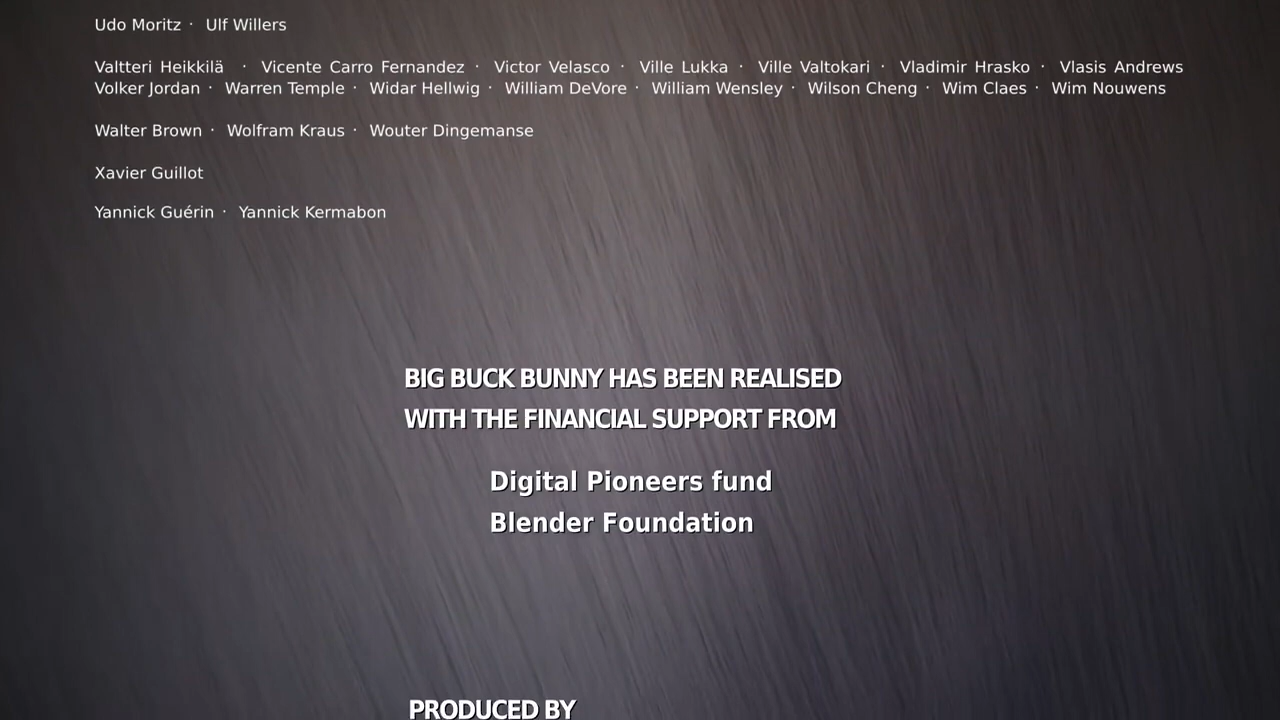 Udo Moritz · Ulf Willers
Valtteri Heikkilä · Vicente Carro Fernandez · Victor Velasco · Ville Lukka · Ville Valtokari · Vladimir Hrasko · Vlasis Andrews
Volker Jordan · Warren Temple · Widar Hellwig · William DeVore · William Wensley · Wilson Cheng · Wim Claes · Wim Nouwens
Walter Brown · Wolfram Kraus · Wouter Dingemanse
Xavier Guillot
Yannick Guérin · Yannick Kermabon
BIG BUCK BUNNY HAS BEEN REALISED
WITH THE FINANCIAL SUPPORT FROM
Digital Pioneers fund
Blender Foundation
PRODUCED BY